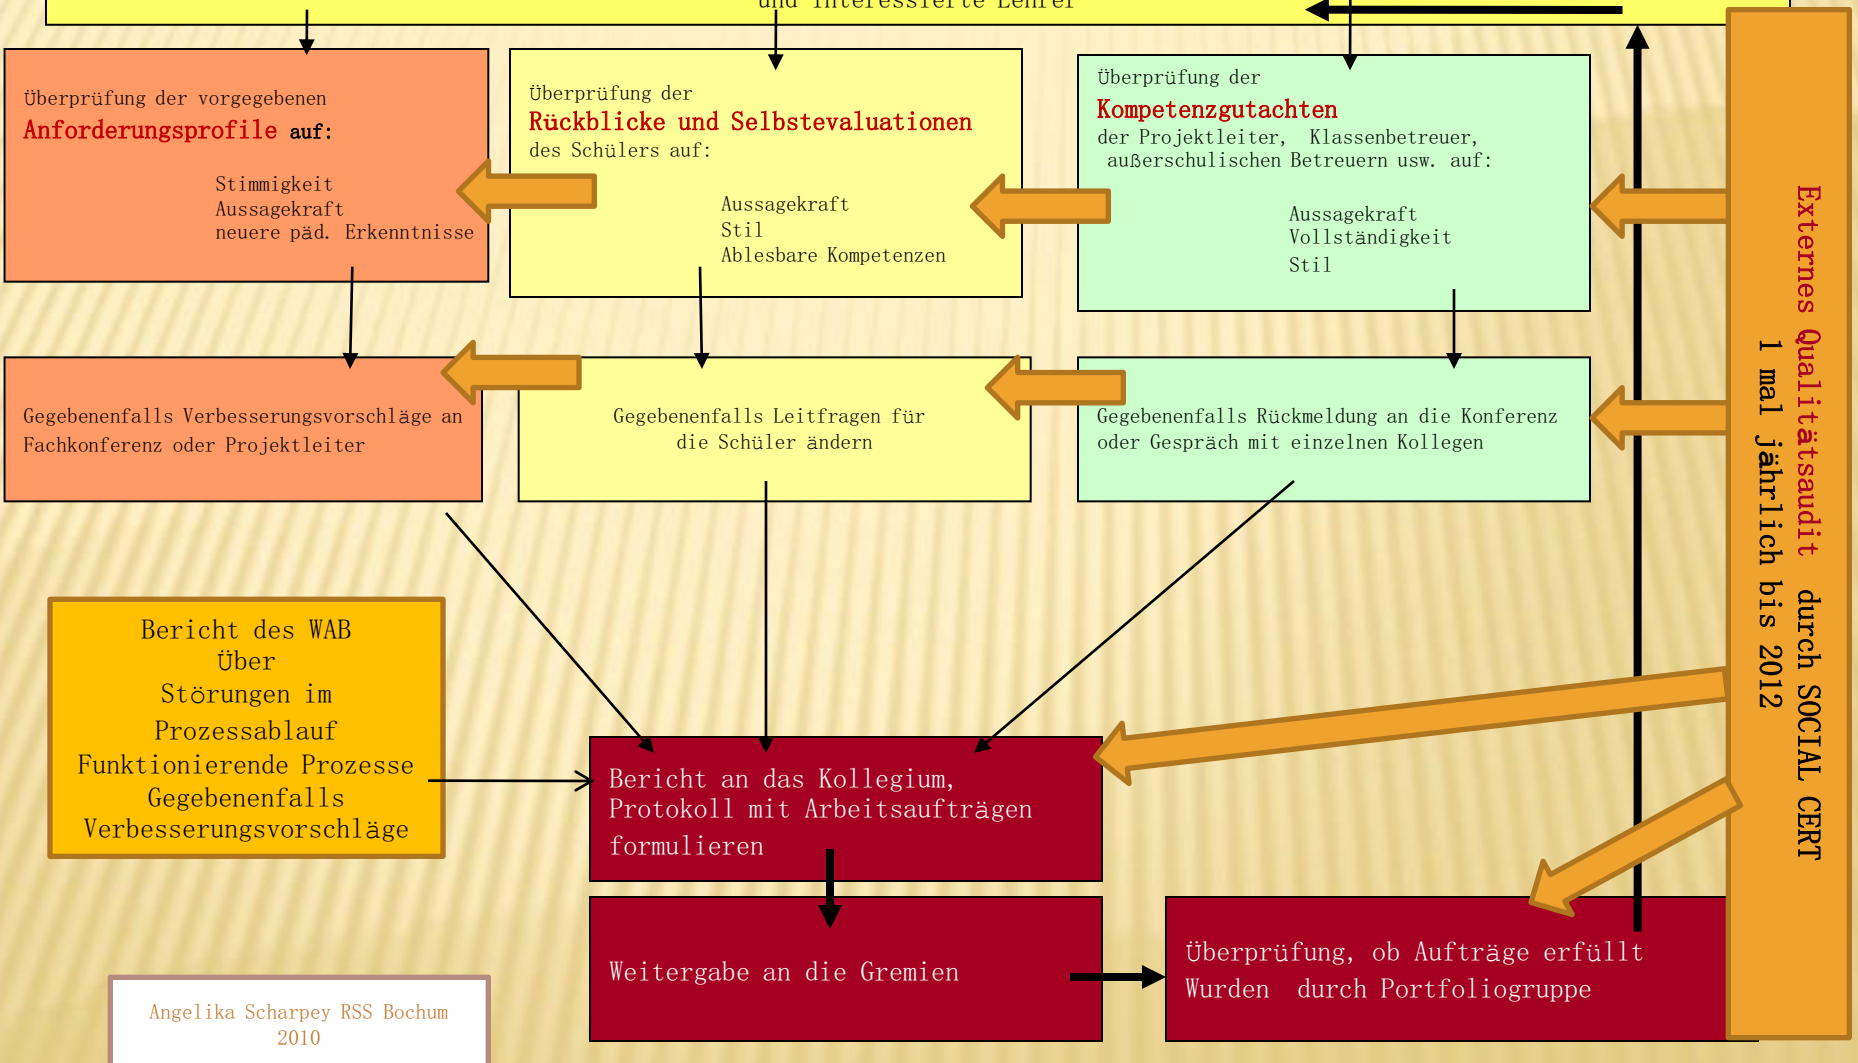 und interessierte Lehrer
Überprüfung der vorgegebenen
Anforderungsprofile auf:
Stimmigkeit
Aussagekraft
neuere päd. Erkenntnisse
Überprüfung der
Rückblicke und Selbstevaluationen
des Schülers auf:
Aussagekraft
Stil
Ablesbare Kompetenzen
Überprüfung der
Kompetenzgutachten
der Projektleiter, Klassenbetreuer,
außerschulischen Betreuern usw. auf:
Aussagekraft
Vollständigkeit
Stil
Gegebenenfalls Verbesserungsvorschläge an
Fachkonferenz oder Projektleiter
Gegebenenfalls Leitfragen für
die Schüler ändern
Gegebenenfalls Rückmeldung an die Konferenz
oder Gespräch mit einzelnen Kollegen
Externes Qualitätsaudit durch SOCIAL CERT
1 mal jährlich bis 2012
Bericht des WAB
Über
Störungen im
Prozessablauf
Funktionierende Prozesse
Gegebenenfalls
Verbesserungsvorschläge
Bericht an das Kollegium,
Protokoll mit Arbeitsaufträgen
formulieren
Weitergabe an die Gremien
Überprüfung, ob Aufträge erfüllt
Wurden durch Portfoliogruppe
Angelika Scharpey RSS Bochum
2010